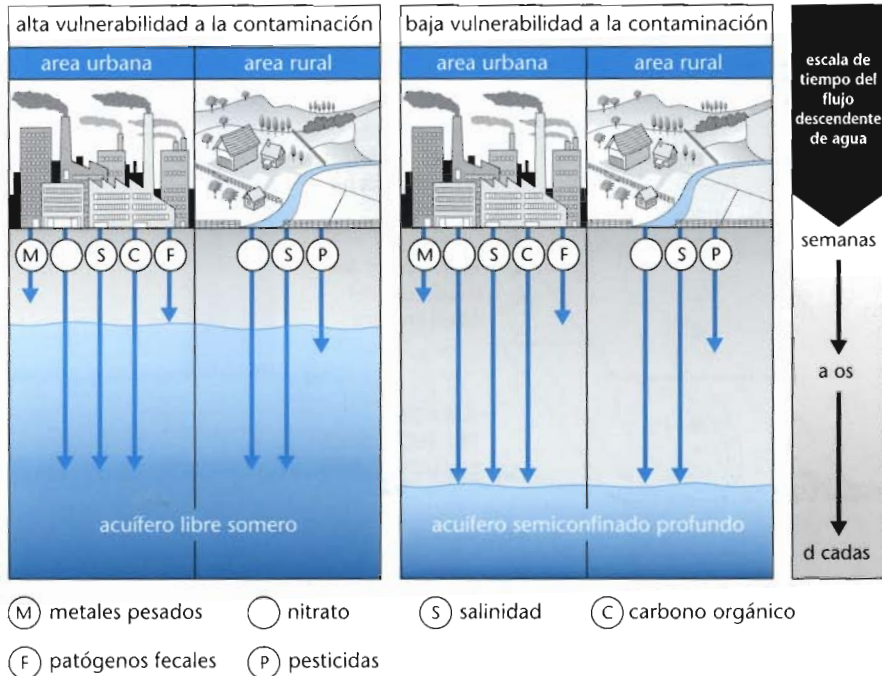 alta vulnerabilidad a la contaminación
area urbana
area rural
M
S
C
F
S
P
acuífero libre somero
baja vulnerabilidad a la contaminación
area urbana
area rural
M
S
C
F
S
P
acuífero semiconfinado profundo
escala de
tiempo del
flujo
descendente
de agua
semanas
a os
d cadas
M metales pesados
nitrato
S salinidad
C carbono orgánico
F patógenos fecales
P pesticidas